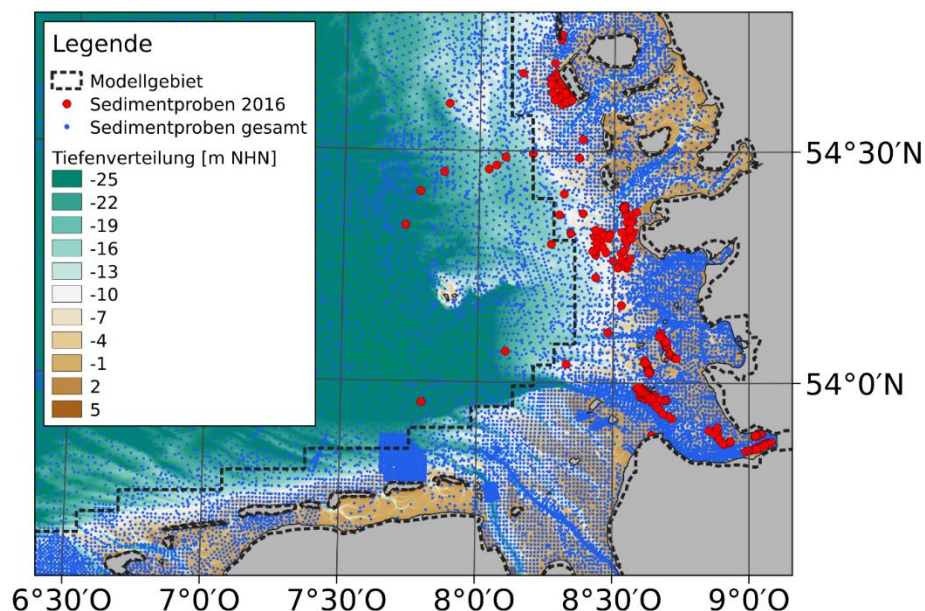 Legende
Modellgebiet
Sedimentproben 2016
Sedimentproben gesamt
Tiefenverteilung [m NHN]
-25
-22
-19
-16
-13
-10
-7
-4
-1
2
5
54°30′N
54°0′N
6°30′O 7°0′O 7°30′O 8°0′O 8°30′O 9°0′O